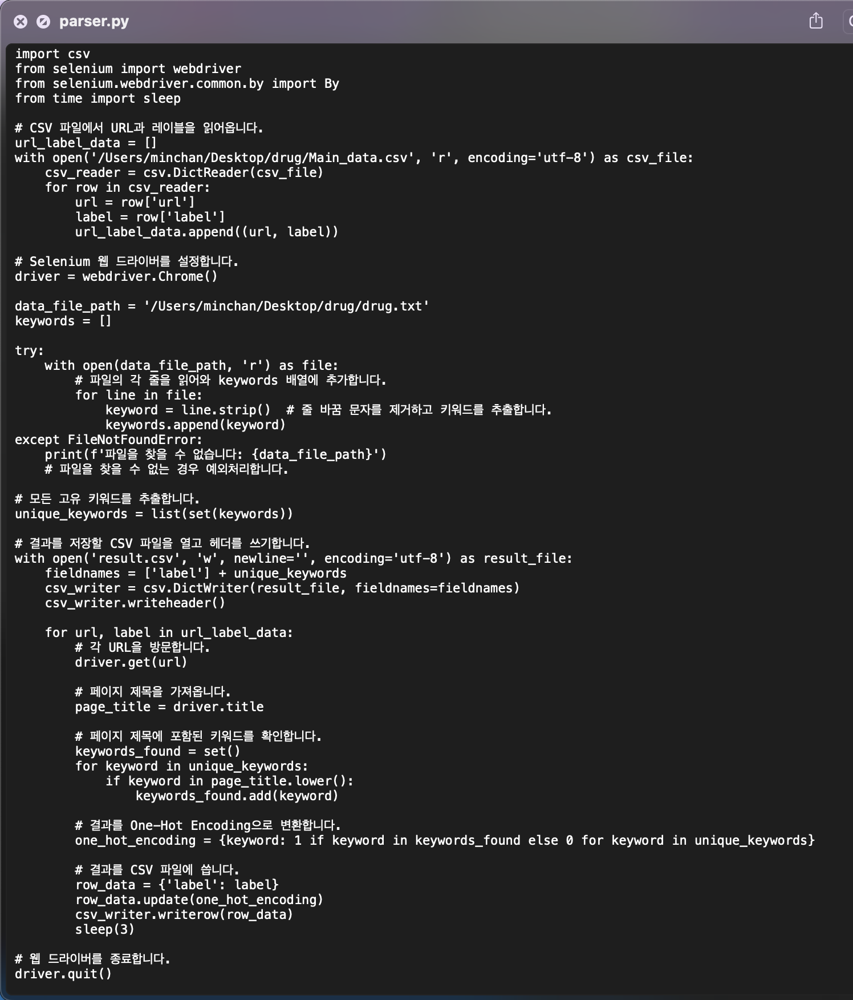 parser.py
import csv
from selenium import webdriver
from selenium.webdriver.common.by import By
from time import sleep

# CSV 파일에서 URL과 레이블을 읽어옵니다.
url_label_data = []
with open('/Users/minchan/Desktop/drug/Main_data.csv', 'r', encoding='utf-8') as csv_file:
    csv_reader = csv.DictReader(csv_file)
    for row in csv_reader:
        url = row['url']
        label = row['label']
        url_label_data.append((url, label))

# Selenium 웹 드라이버를 설정합니다.
driver = webdriver.Chrome()

data_file_path = '/Users/minchan/Desktop/drug/drug.txt'
keywords = []

try:
    with open(data_file_path, 'r') as file:
        # 파일의 각 줄을 읽어와 keywords 배열에 추가합니다.
        for line in file:
            keyword = line.strip()  # 줄 바꿈 문자를 제거하고 키워드를 추출합니다.
            keywords.append(keyword)
except FileNotFoundError:
    print(f'파일을 찾을 수 없습니다: {data_file_path}')
    # 파일을 찾을 수 없는 경우 예외처리합니다.

# 모든 고유 키워드를 추출합니다.
unique_keywords = list(set(keywords))

# 결과를 저장할 CSV 파일을 열고 헤더를 쓰기합니다.
with open('result.csv', 'w', newline='', encoding='utf-8') as result_file:
    fieldnames = ['label'] + unique_keywords
    csv_writer = csv.DictWriter(result_file, fieldnames=fieldnames)
    csv_writer.writeheader()

    for url, label in url_label_data:
        # 각 URL을 방문합니다.
        driver.get(url)

        # 페이지 제목을 가져옵니다.
        page_title = driver.title

        # 페이지 제목에 포함된 키워드를 확인합니다.
        keywords_found = set()
        for keyword in unique_keywords:
            if keyword in page_title.lower():
                keywords_found.add(keyword)

        # 결과를 One-Hot Encoding으로 변환합니다.
        one_hot_encoding = {keyword: 1 if keyword in keywords_found else 0 for keyword in unique_keywords}

        # 결과를 CSV 파일에 씁니다.
        row_data = {'label': label}
        row_data.update(one_hot_encoding)
        csv_writer.writerow(row_data)
        sleep(3)

# 웹 드라이버를 종료합니다.
driver.quit()